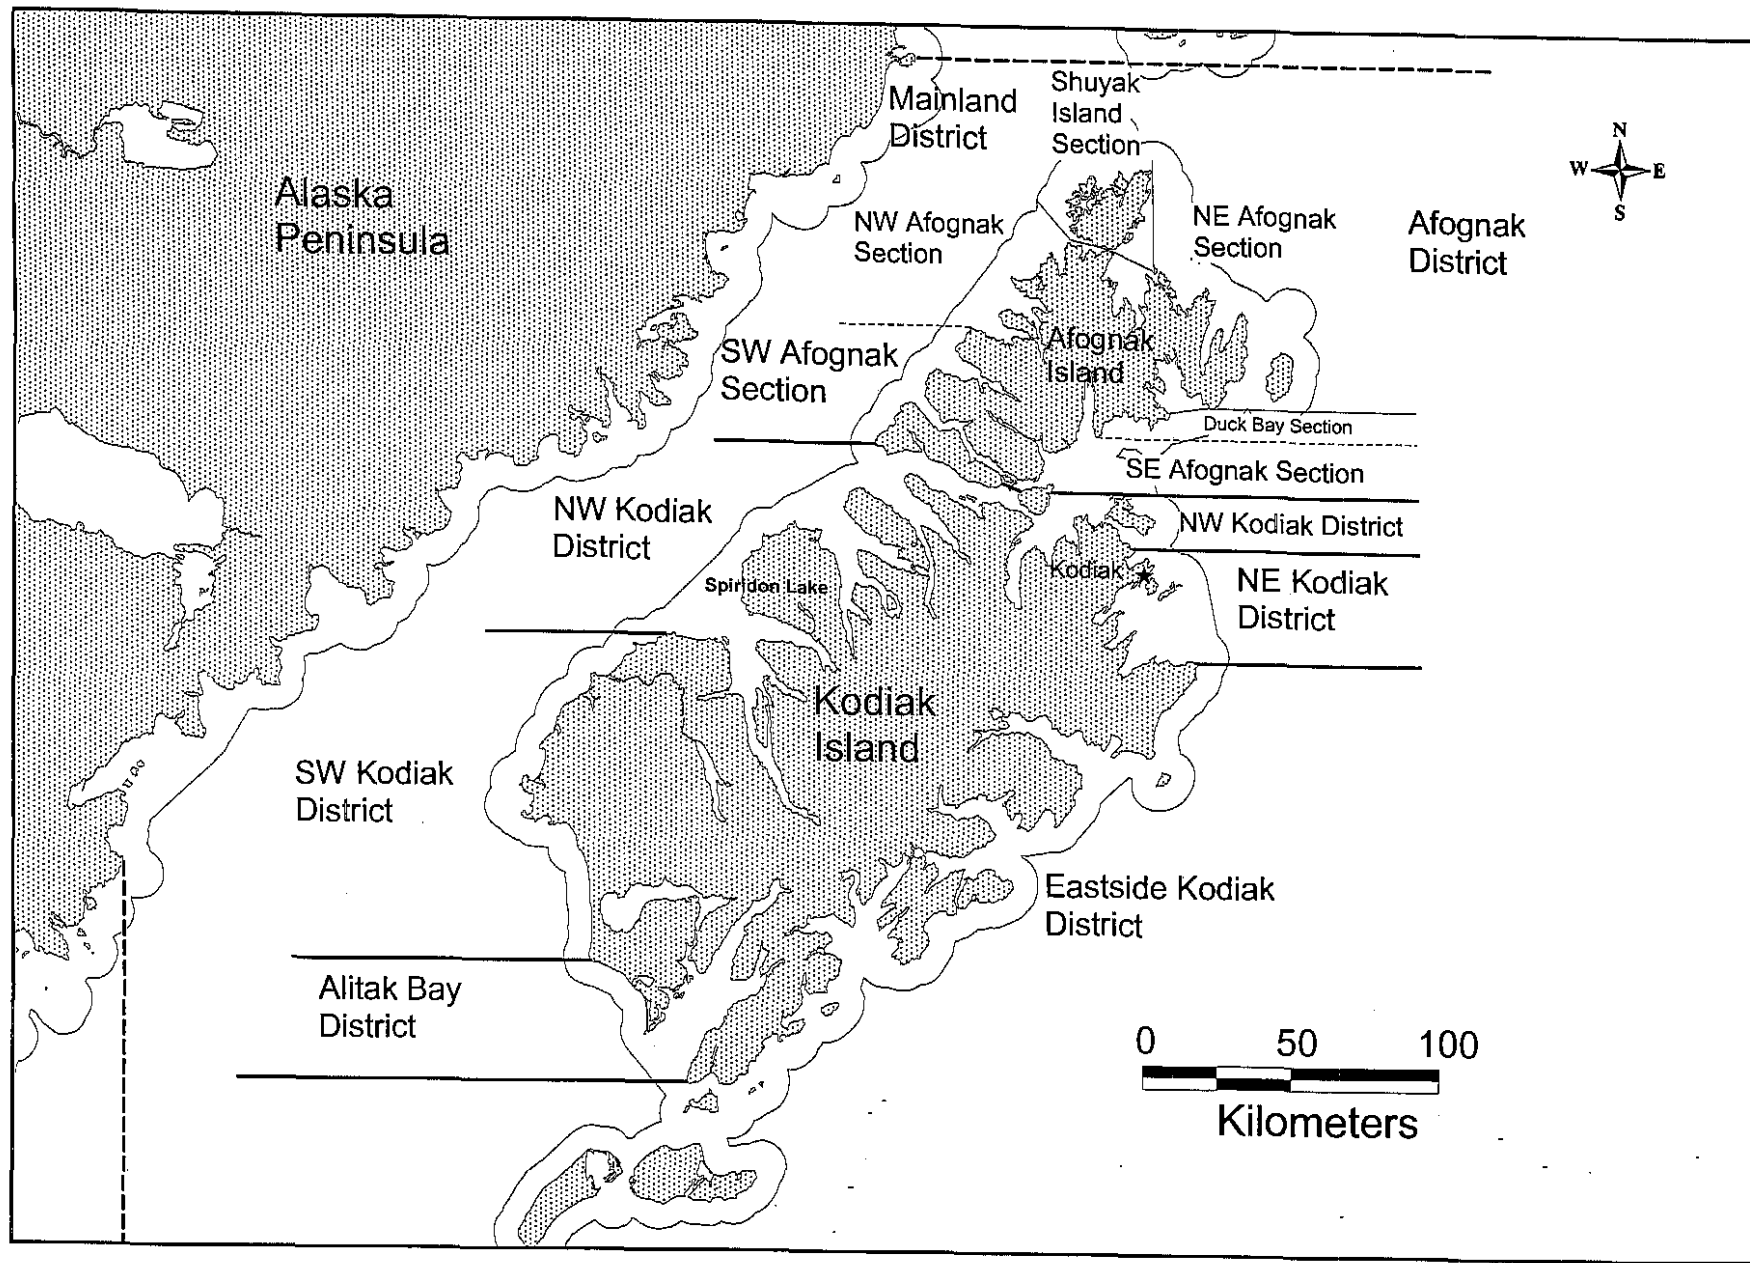 Shuyak
Island
Section
Mainland
District
N
W
E
S
Alaska
Peninsula
NW Afognak
Section
NE Afognak
Section
Afognak
District
SW Afognak
Section
Afognak
Island
Duck Bay Section
SE Afognak Section
NW Kodiak
District
NW Kodiak District
Kodiak
Spiridon Lake
NE Kodiak
District
Kodiak
Island
SW Kodiak
District
Eastside Kodiak
District
Alitak Bay
District
0 50 100
Kilometers